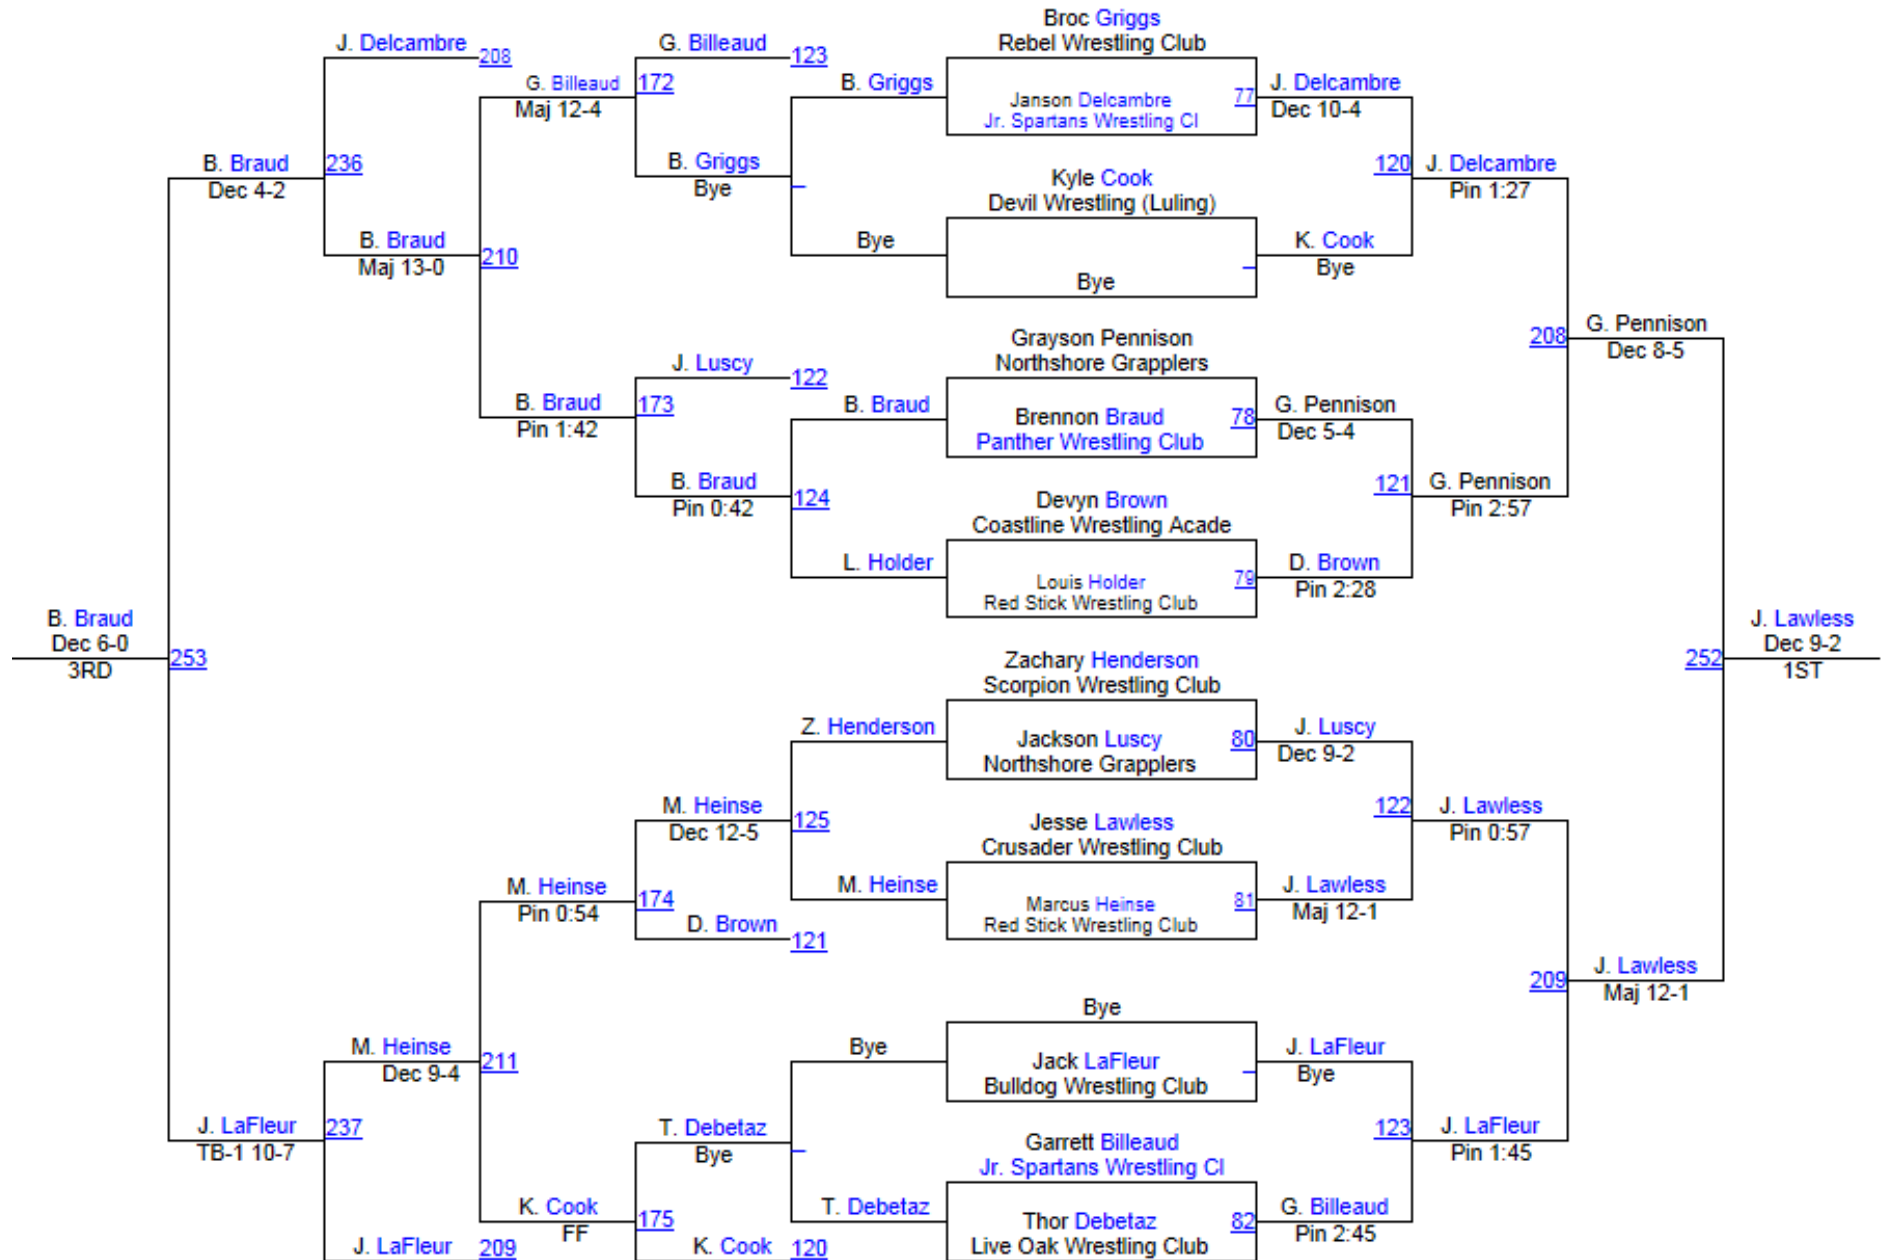 Broc Griggs
J. Delcambre
208
G. Billeaud
123
Rebel Wrestling Club
G. Billeaud
172
B. Griggs
Janson Delcambre
77
J. Delcambre
Maj 12-4
Jr. Spartans Wrestling Cl
Dec 10-4
B. Braud
236
B. Griggs
Kyle Cook
120
J. Delcambre
Dec 4-2
Bye
Devil Wrestling (Luling)
Pin 1:27
B. Braud
210
Bye
K. Cook
Maj 13-0
Bye
Bye
Grayson Pennison
208
G. Pennison
J. Luscy
122
Northshore Grapplers
Dec 8-5
B. Braud
173
B. Braud
Brennon Braud
78
G. Pennison
Pin 1:42
Panther Wrestling Club
Dec 5-4
B. Braud
124
Devyn Brown
121
G. Pennison
Pin 0:42
Coastline Wrestling Acade
Pin 2:57
L. Holder
Louis Holder
79
D. Brown
Red Stick Wrestling Club
Pin 2:28
B. Braud
J. Lawless
Dec 6-0
253
Zachary Henderson
252
Dec 9-2
3RD
Scorpion Wrestling Club
1ST
Z. Henderson
Jackson Luscy
80
J. Luscy
Northshore Grapplers
Dec 9-2
M. Heinse
125
Jesse Lawless
122
J. Lawless
Dec 12-5
Crusader Wrestling Club
Pin 0:57
M. Heinse
174
M. Heinse
Marcus Heinse
81
J. Lawless
Pin 0:54
D. Brown
121
Red Stick Wrestling Club
Maj 12-1
209
J. Lawless
Maj 12-1
Bye
M. Heinse
211
Bye
Jack LaFleur
J. LaFleur
Dec 9-4
Bulldog Wrestling Club
Bye
J. LaFleur
237
T. Debetaz
Garrett Billeaud
123
J. LaFleur
TB-1 10-7
Bye
Jr. Spartans Wrestling Cl
Pin 1:45
K. Cook
175
T. Debetaz
Thor Debetaz
82
G. Billeaud
FF
Live Oak Wrestling Club
Pin 2:45
J. LaFleur
209
K. Cook
120